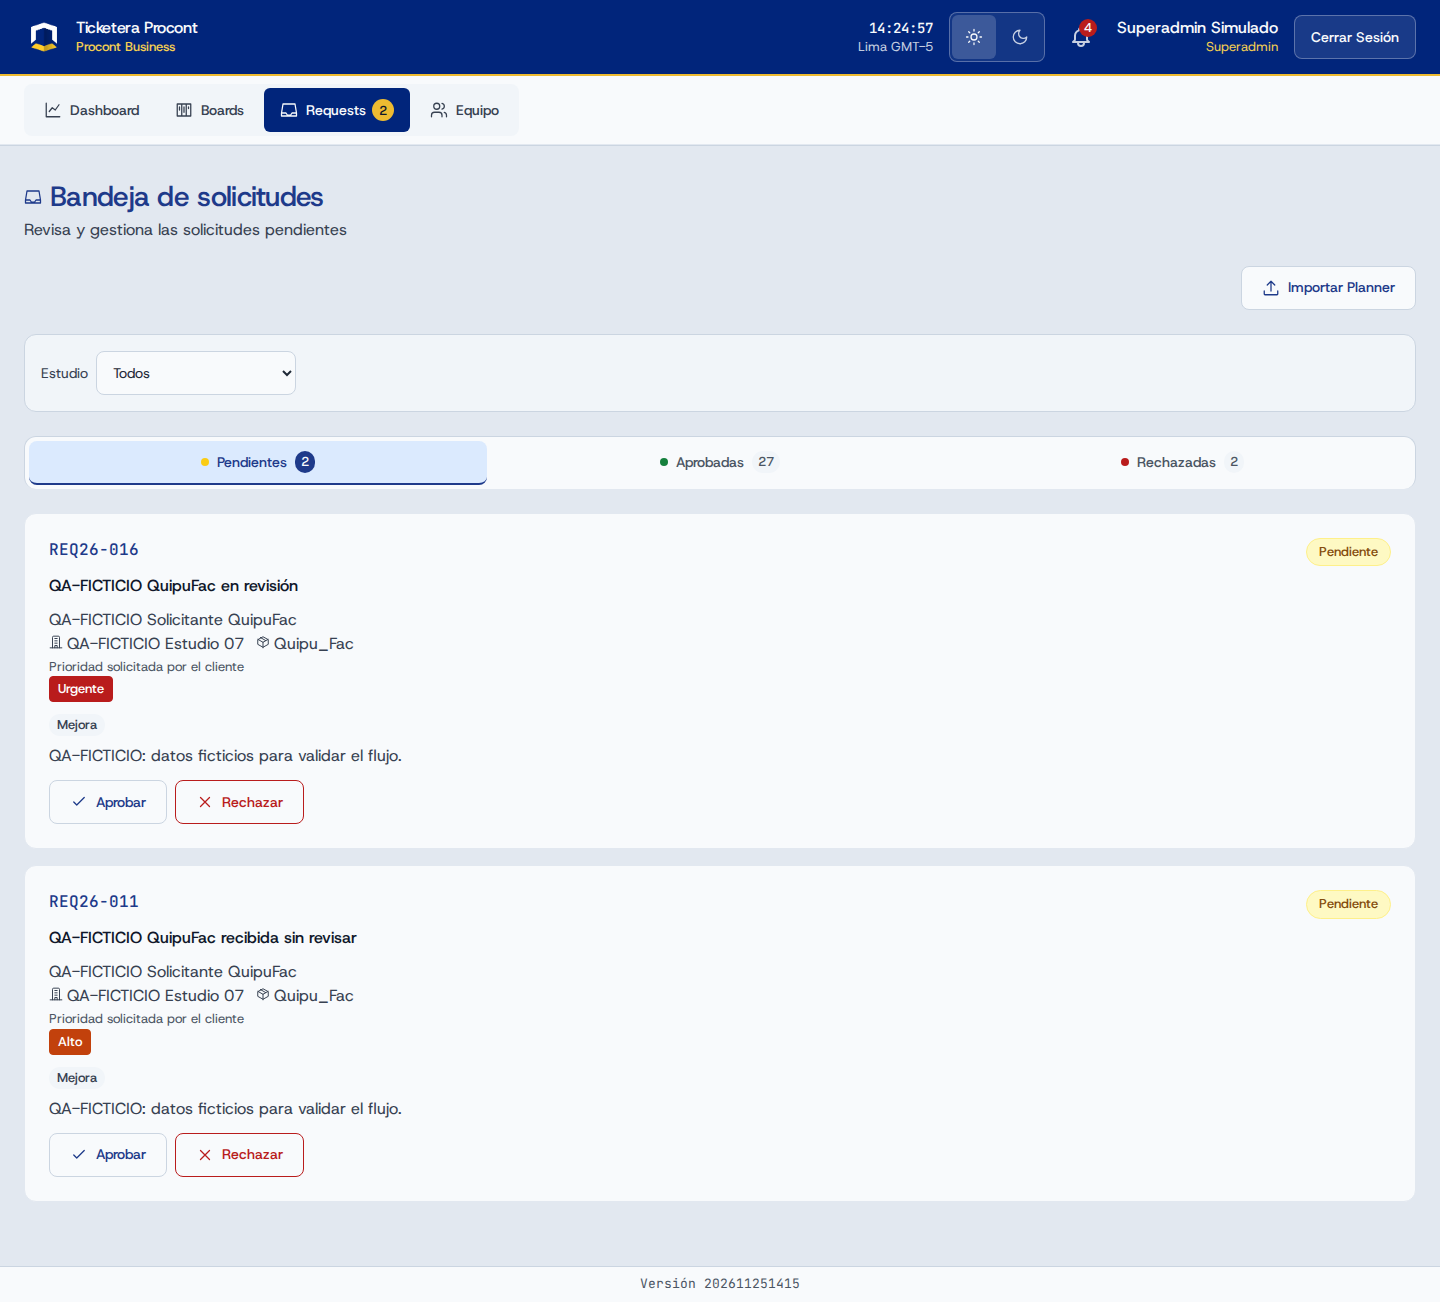 Ticketera Procont
Procont Business
14:24:57
Lima GMT-5
4
Superadmin Simulado
Superadmin
Cerrar Sesión
Dashboard
Boards
Requests 2
Equipo
Bandeja de solicitudes
Revisa y gestiona las solicitudes pendientes
Importar Planner
Estudio
Todos
Pendientes 2
Aprobadas 27
Rechazadas 2
REQ26-016
Pendiente
QA-FICTICIO QuipuFac en revisión
QA-FICTICIO Solicitante QuipuFac
QA-FICTICIO Estudio 07 Quipu_Fac
Prioridad solicitada por el cliente
Urgente
Mejora
QA-FICTICIO: datos ficticios para validar el flujo.
Aprobar
Rechazar
REQ26-011
Pendiente
QA-FICTICIO QuipuFac recibida sin revisar
QA-FICTICIO Solicitante QuipuFac
QA-FICTICIO Estudio 07 Quipu_Fac
Prioridad solicitada por el cliente
Alto
Mejora
QA-FICTICIO: datos ficticios para validar el flujo.
Aprobar
Rechazar
Versión 202611251415